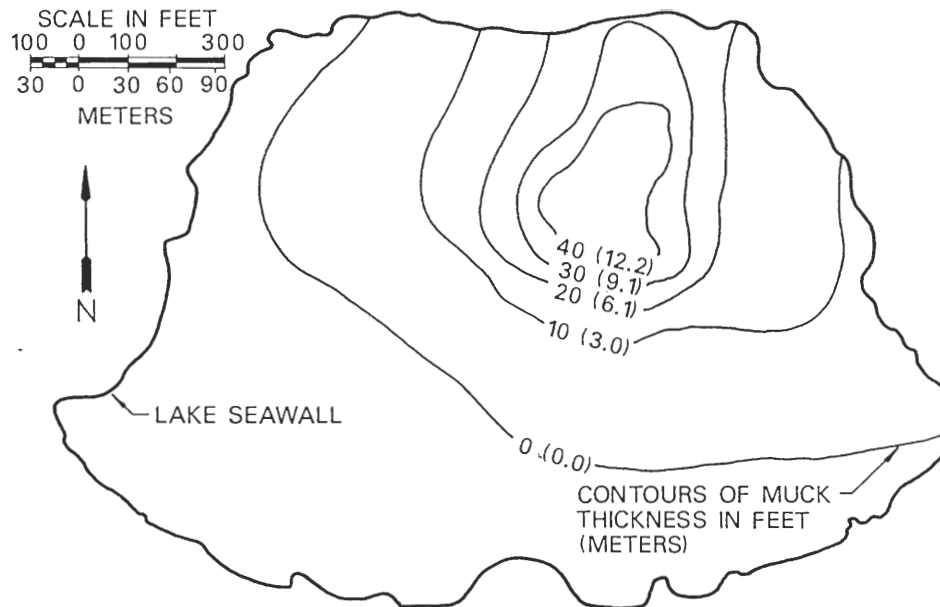 SCALE IN FEET
100 0 100 300
30 0 30 60 90
METERS
N
40 (12.2)
30 (9.1)
20 (6.1)
10 (3.0)
LAKE SEAWALL
0 (0.0)
CONTOURS OF MUCK
THICKNESS IN FEET
(METERS)